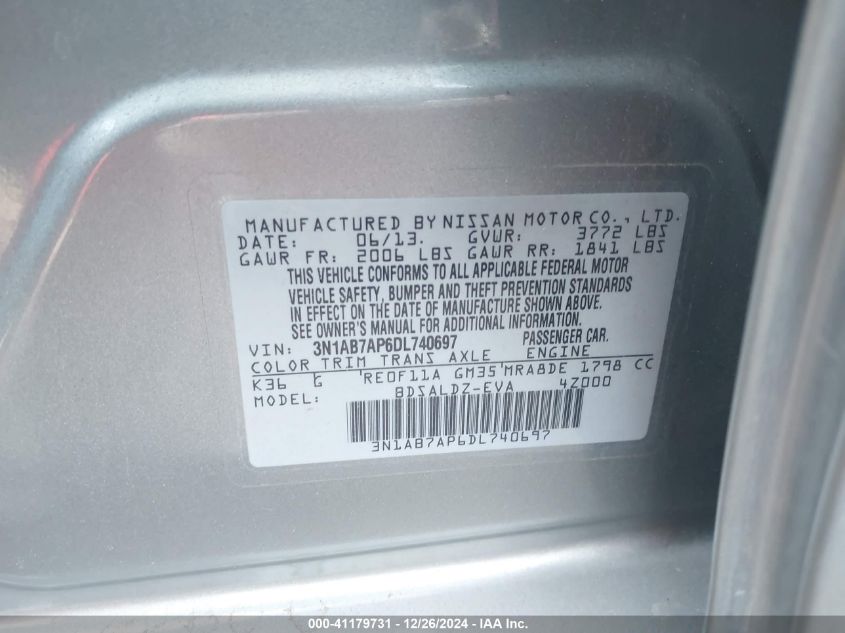 MANUFACTURED BY NISSAN MOTOR CO., LTD.
DATE: 06/13. GVWR: 3772 LBS
GAWR FR: 2006 LBS GAWR RR: 1841 LBS
THIS VEHICLE CONFORMS TO ALL APPLICABLE FEDERAL MOTOR
VEHICLE SAFETY, BUMPER AND THEFT PREVENTION STANDARDS
IN EFFECT ON THE DATE OF MANUFACTURE SHOWN ABOVE.
SEE OWNER'S MANUAL FOR ADDITIONAL INFORMATION.
VIN: 3N1AB7AP6DL740697 PASSENGER CAR.
COLOR TRIM TRANS AXLE ENGINE
K36 G RE0F11A GM35 MRA8DE 1798 CC
MODEL: BDSALDZ-EVA 4Z000
3N1AB7AP6DL740697
000-41179731 - 12/26/2024 - IAA Inc.